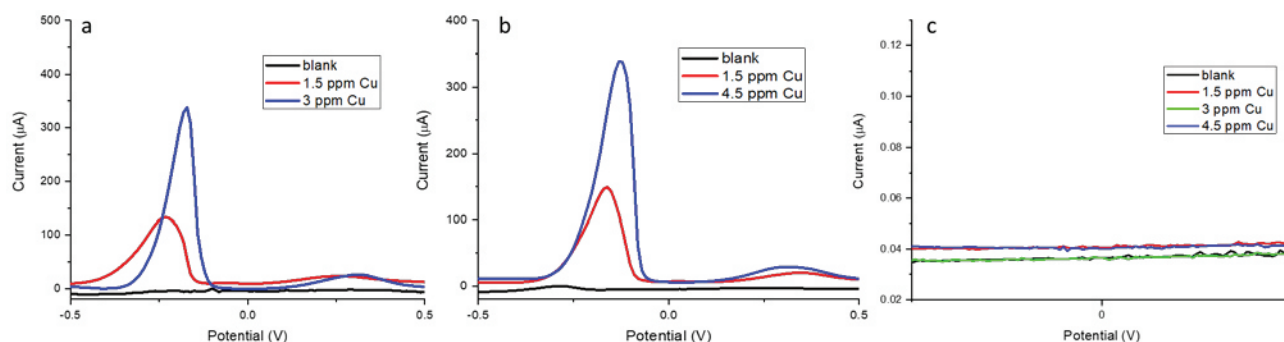 a
blank
1.5 ppm Cu
3 ppm Cu
500
400
300
200
100
0
-0.5
0.0
0.5
Current (μA)
Potential (V)
b
blank
1.5 ppm Cu
4.5 ppm Cu
400
300
200
100
0
-0.5
0.0
0.5
Current (μA)
Potential (V)
c
blank
1.5 ppm Cu
3 ppm Cu
4.5 ppm Cu
0.12
0.10
0.08
0.06
0.04
0.02
0
Current (μA)
Potential (V)